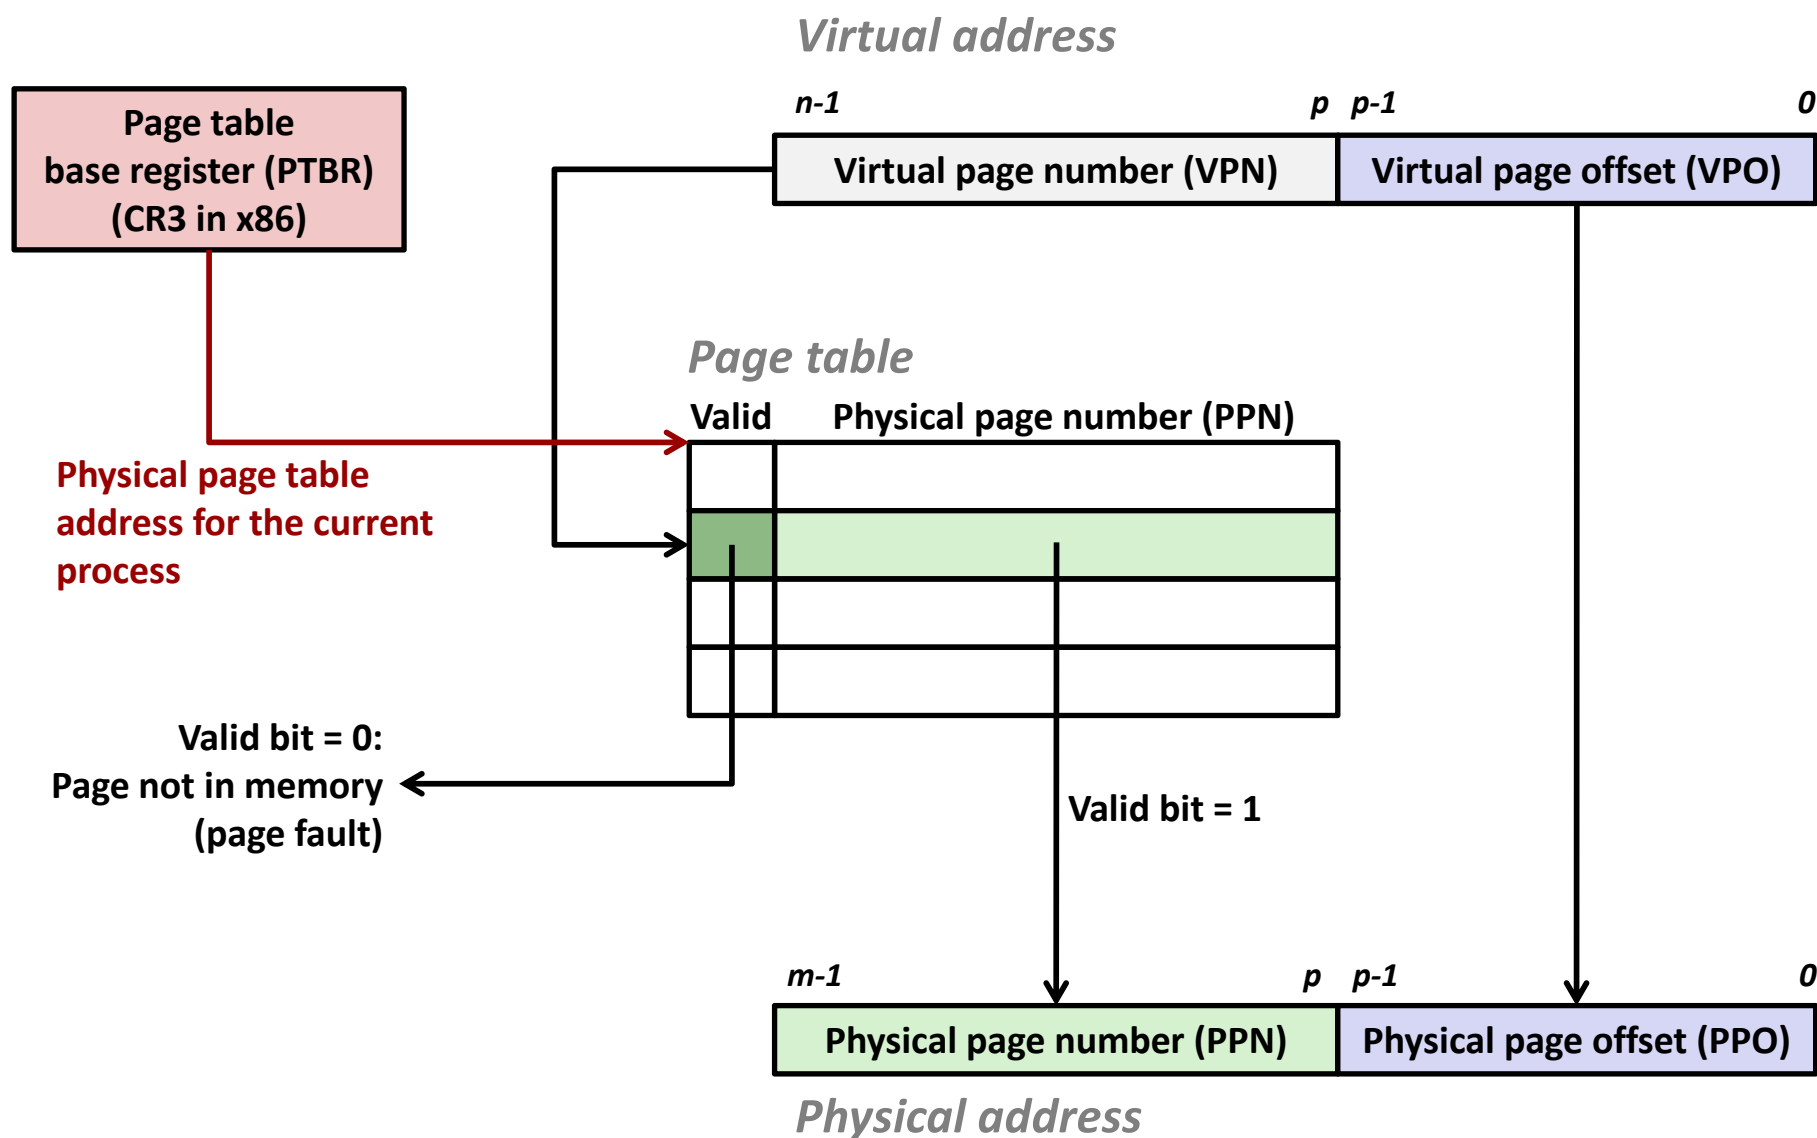 Virtual address
n-1 p p-1 0
Page table
base register (PTBR)
(CR3 in x86)
Virtual page number (VPN) Virtual page offset (VPO)
Page table
Valid Physical page number (PPN)
Physical page table
address for the current
process
Valid bit = 0:
Page not in memory
(page fault)
Valid bit = 1
m-1 p p-1 0
Physical page number (PPN) Physical page offset (PPO)
Physical address